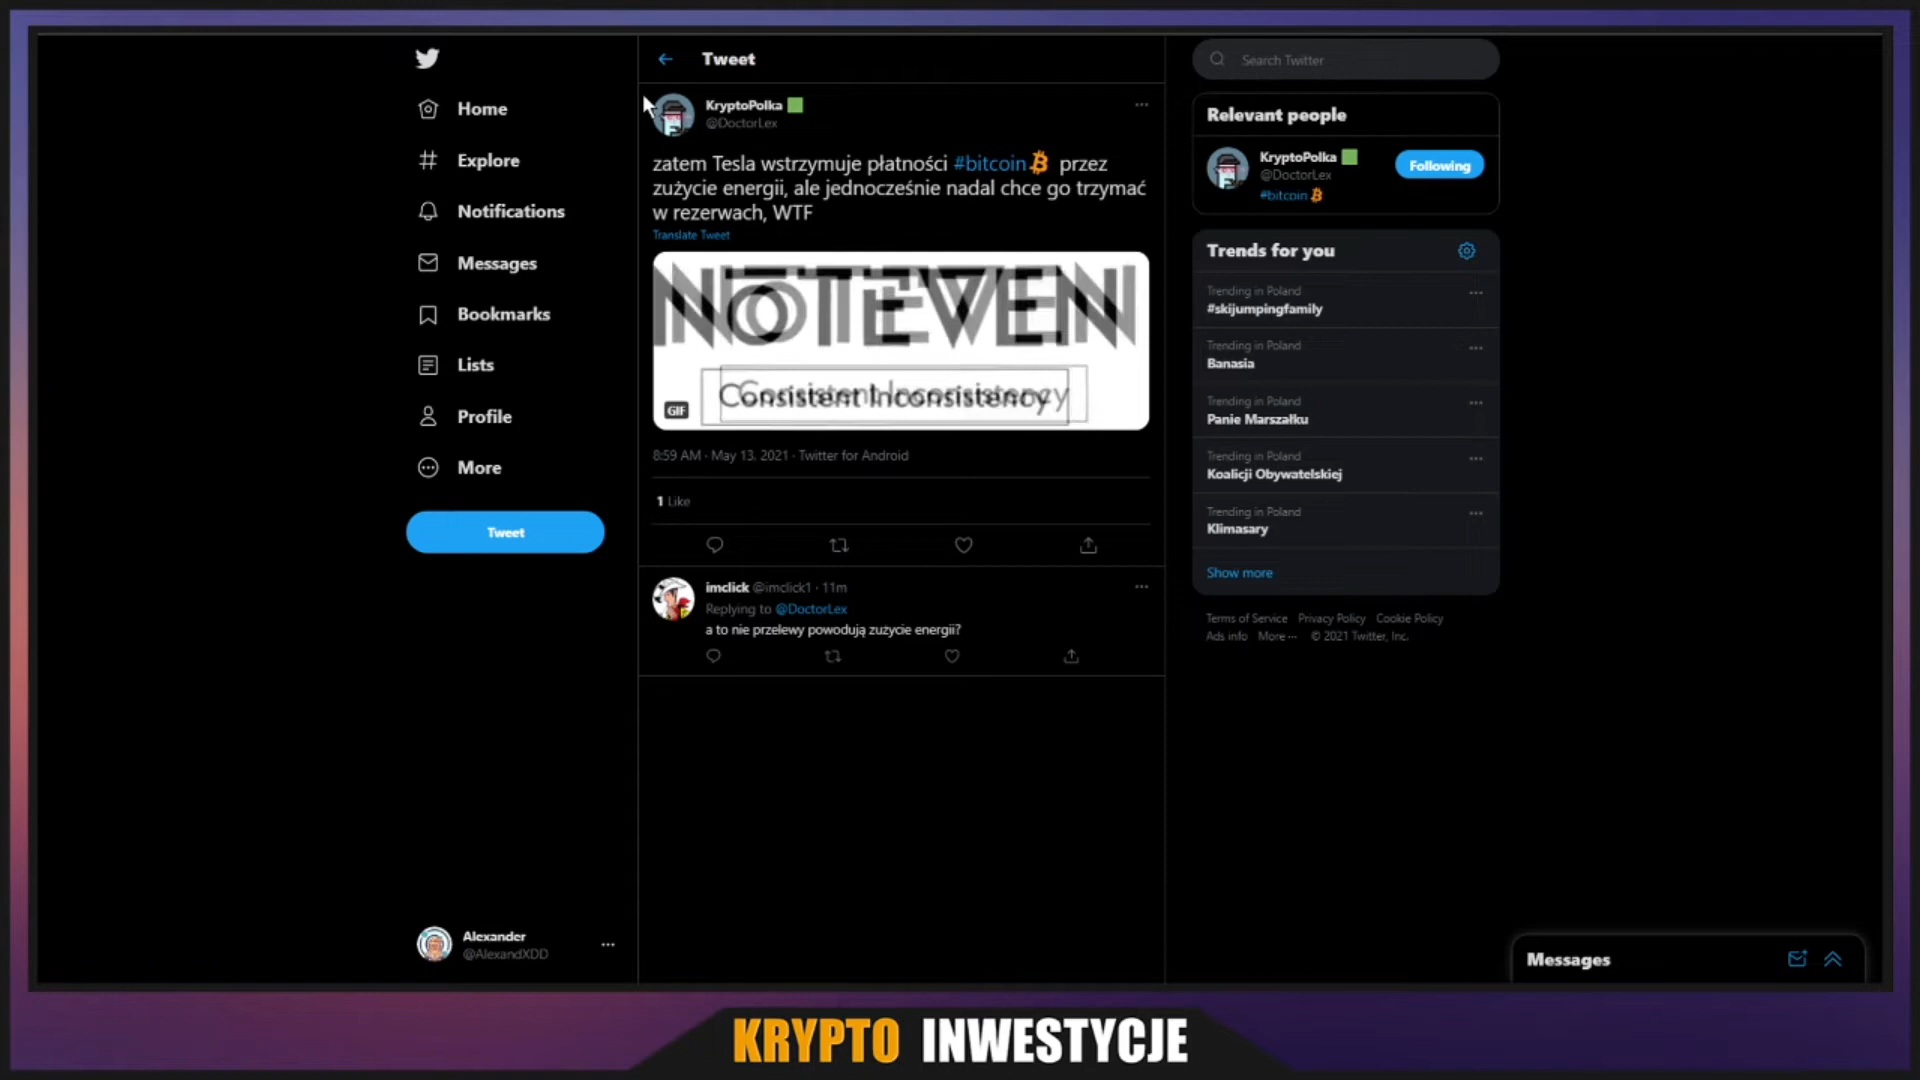 Home
Explore
Notifications
Messages
Bookmarks
Lists
Profile
More
Tweet
Alexander
@AlexandXDD
Tweet
KryptoPolka
@DoctorLex
zatem Tesla wstrzymuje płatności #bitcoin przez
zużycie energii, ale jednocześnie nadal chce go trzymać
w rezerwach, WTF
Translate Tweet
NOTEVEN
Consistent Inconsistency
GIF
8:59 AM · May 13, 2021 · Twitter for Android
1 Like
imclick @imclick1 · 11m
Replying to @DoctorLex
a to nie przelewy powodują zużycie energii?
Search Twitter
Relevant people
KryptoPolka
@DoctorLex
Following
#bitcoin
Trends for you
Trending in Poland
#skijumpingfamily
Trending in Poland
Banasia
Trending in Poland
Panie Marszałku
Trending in Poland
Koalicji Obywatelskiej
Trending in Poland
Klimasary
Show more
Terms of Service Privacy Policy Cookie Policy
Ads info More ··· © 2021 Twitter, Inc.
Messages
KRYPTO INWESTYCJE